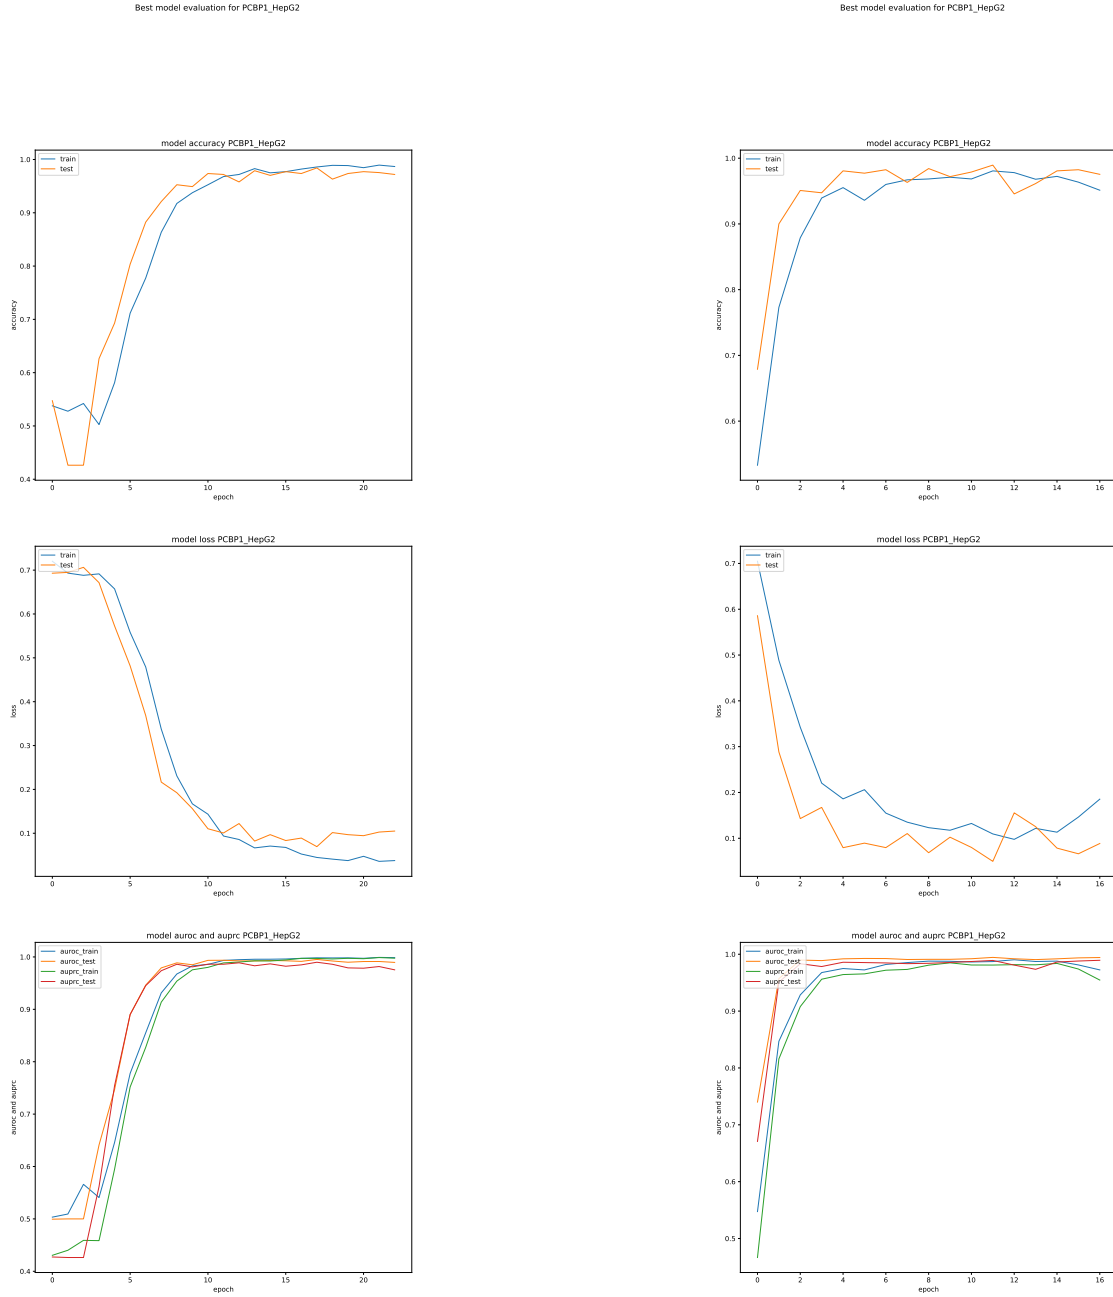 Best model evaluation for PCBP1_HepG2
model accuracy PCBP1_HepG2
train
test
1.0
0.9
0.8
0.7
0.6
0.5
0.4
accuracy
0
5
10
15
20
epoch
model loss PCBP1_HepG2
train
test
0.7
0.6
0.5
0.4
0.3
0.2
0.1
loss
0
5
10
15
20
epoch
model auroc and auprc PCBP1_HepG2
auroc_train
auroc_test
auprc_train
auprc_test
1.0
0.9
0.8
0.7
0.6
0.5
0.4
auroc and auprc
0
5
10
15
20
epoch
Best model evaluation for PCBP1_HepG2
model accuracy PCBP1_HepG2
train
test
1.0
0.9
0.8
0.7
0.6
accuracy
0
2
4
6
8
10
12
14
16
epoch
model loss PCBP1_HepG2
train
test
0.7
0.6
0.5
0.4
0.3
0.2
0.1
loss
0
2
4
6
8
10
12
14
16
epoch
model auroc and auprc PCBP1_HepG2
auroc_train
auroc_test
auprc_train
auprc_test
1.0
0.9
0.8
0.7
0.6
0.5
auroc and auprc
0
2
4
6
8
10
12
14
16
epoch